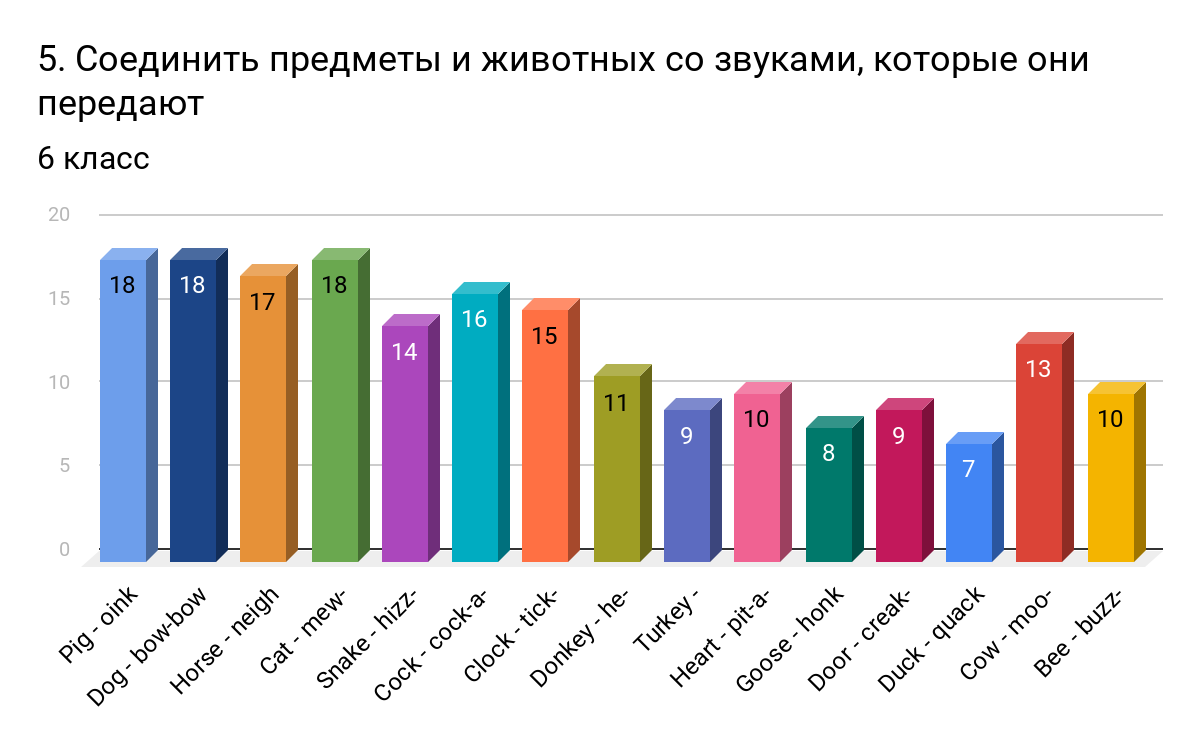 5. Соединить предметы и животных со звуками, которые они
передают
6 класс
20
15
10
5
0
18
18
17
18
14
16
15
11
9
10
8
9
7
13
10
Pig - oink
Dog - bow-bow
Horse - neigh
Cat - mew-
Snake - hizz-
Cock - cock-a-
Clock - tick-
Donkey - he-
Turkey -
Heart - pit-a-
Goose - honk
Door - creak-
Duck - quack
Cow - moo-
Bee - buzz-